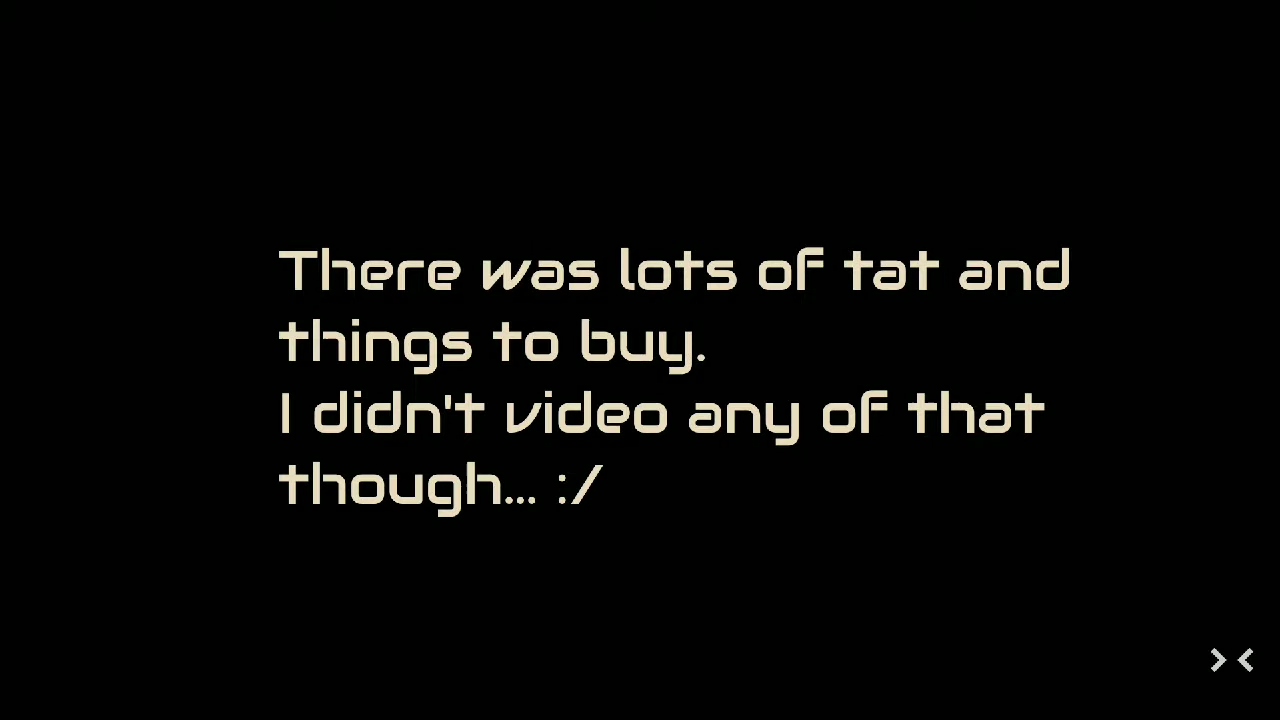 There was lots of tat and
things to buy.
I didn't video any of that
though... :/